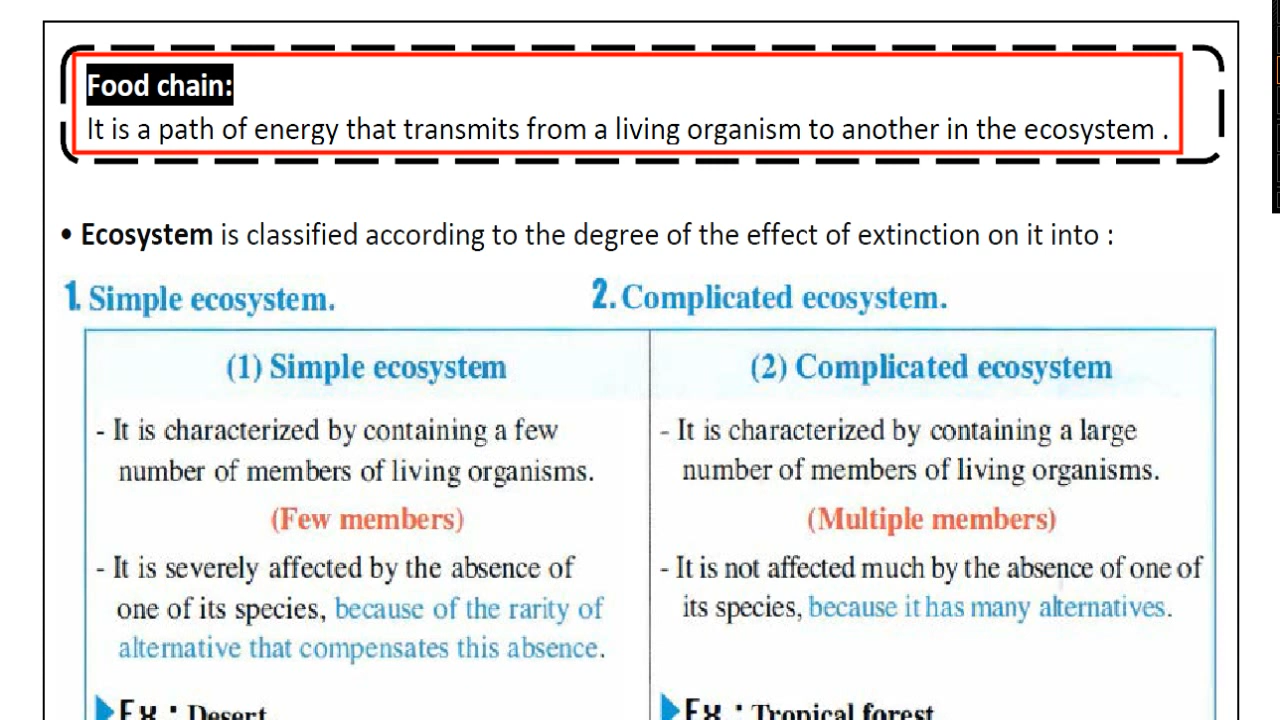 Food chain:
It is a path of energy that transmits from a living organism to another in the ecosystem .
• Ecosystem is classified according to the degree of the effect of extinction on it into :
1. Simple ecosystem.
2. Complicated ecosystem.
(1) Simple ecosystem
- It is characterized by containing a few
number of members of living organisms.
(Few members)
- It is severely affected by the absence of
one of its species, because of the rarity of
alternative that compensates this absence.
Ex : Desert
(2) Complicated ecosystem
- It is characterized by containing a large
number of members of living organisms.
(Multiple members)
- It is not affected much by the absence of one of
its species, because it has many alternatives.
Ex : Tropical forest